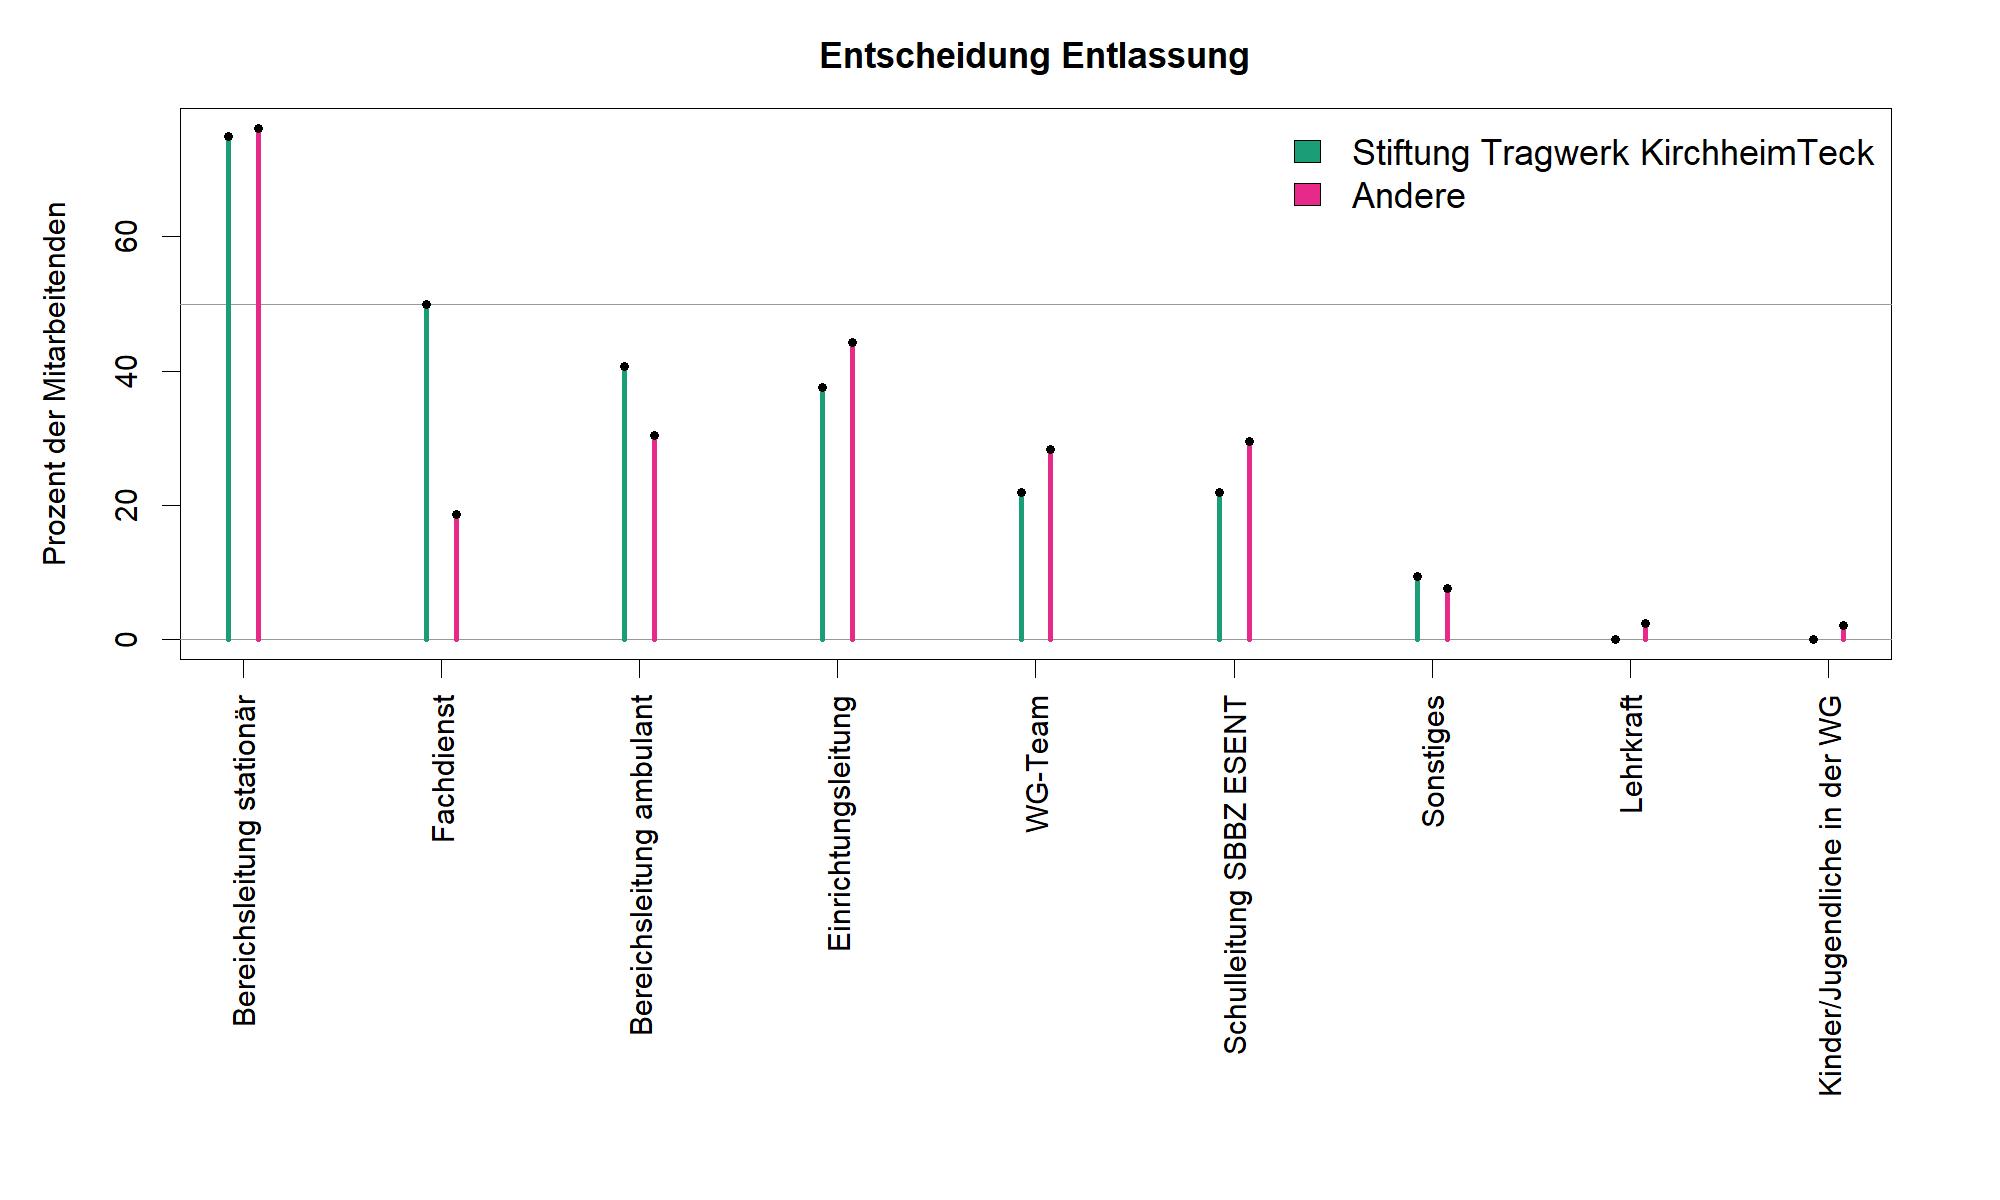 Entscheidung Entlassung
Stiftung Tragwerk KirchheimTeck
Andere
Prozent der Mitarbeitenden
60
40
20
0
Bereichsleitung stationär
Fachdienst
Bereichsleitung ambulant
Einrichtungsleitung
WG-Team
Schulleitung SBBZ ESENT
Sonstiges
Lehrkraft
Kinder/Jugendliche in der WG